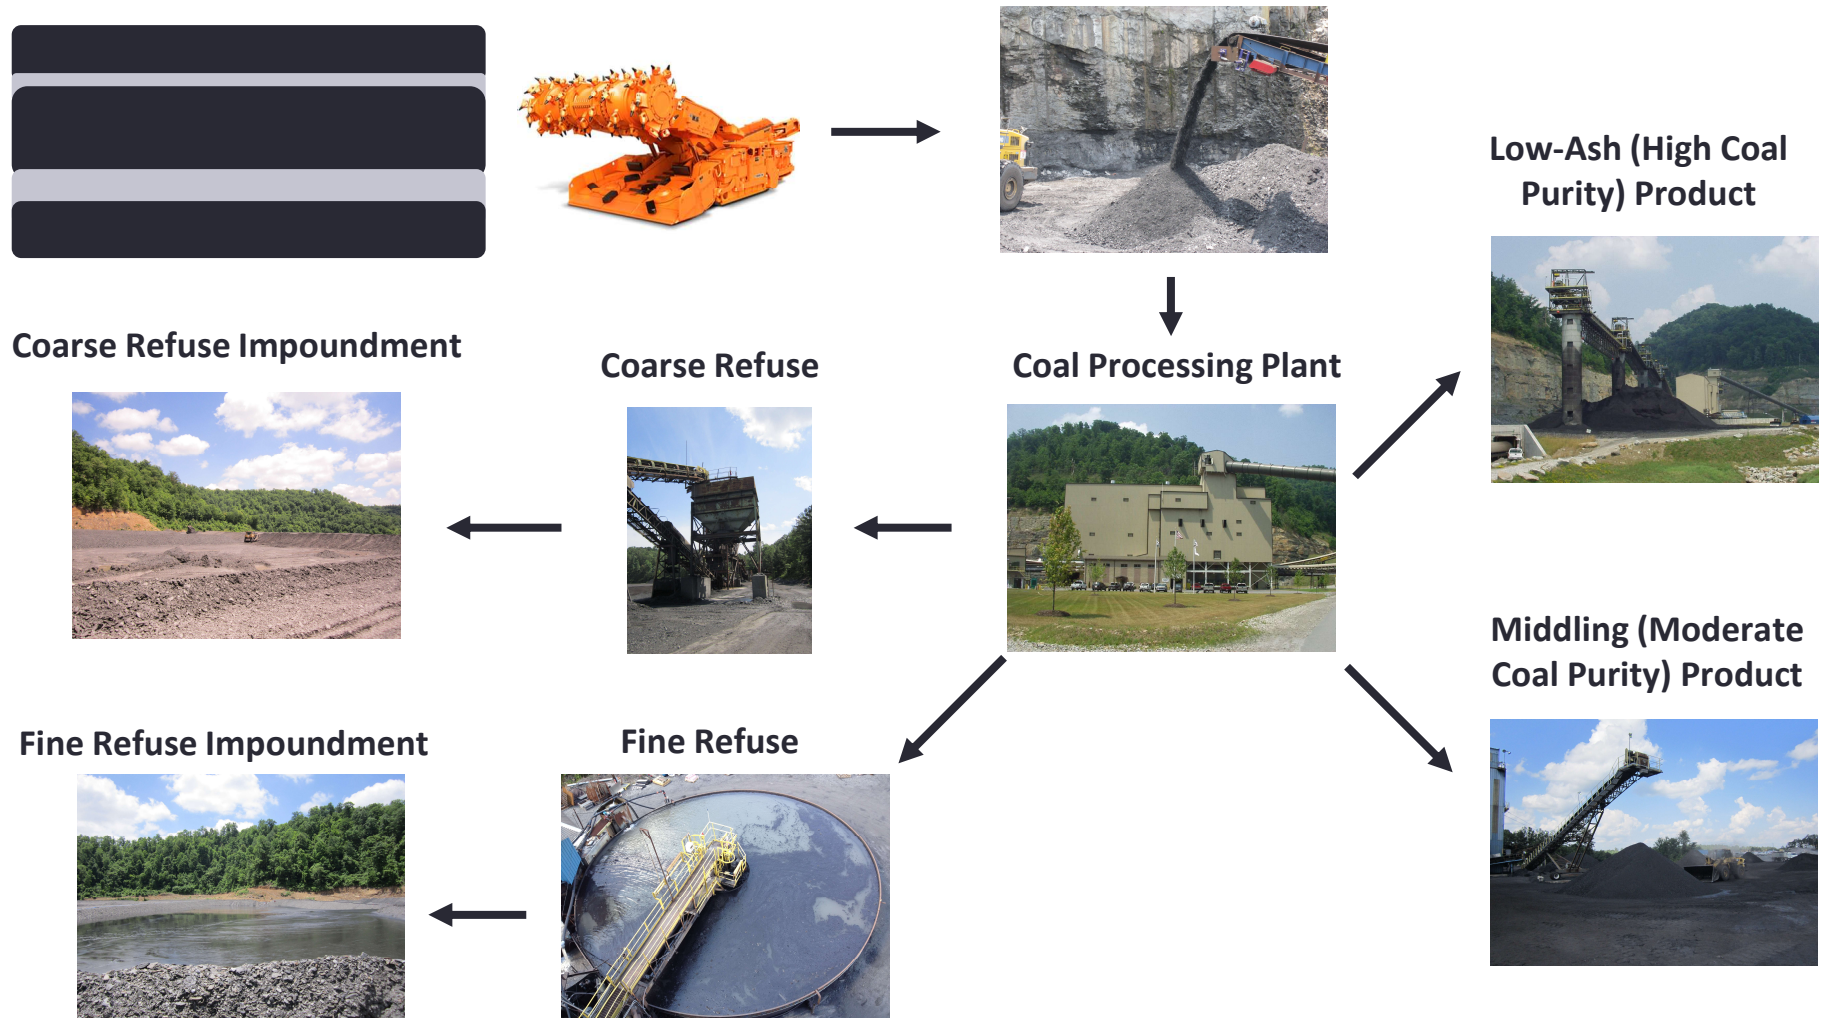 Low-Ash (High Coal
Purity) Product
Coarse Refuse Impoundment
Coarse Refuse
Coal Processing Plant
Middling (Moderate
Coal Purity) Product
Fine Refuse Impoundment
Fine Refuse